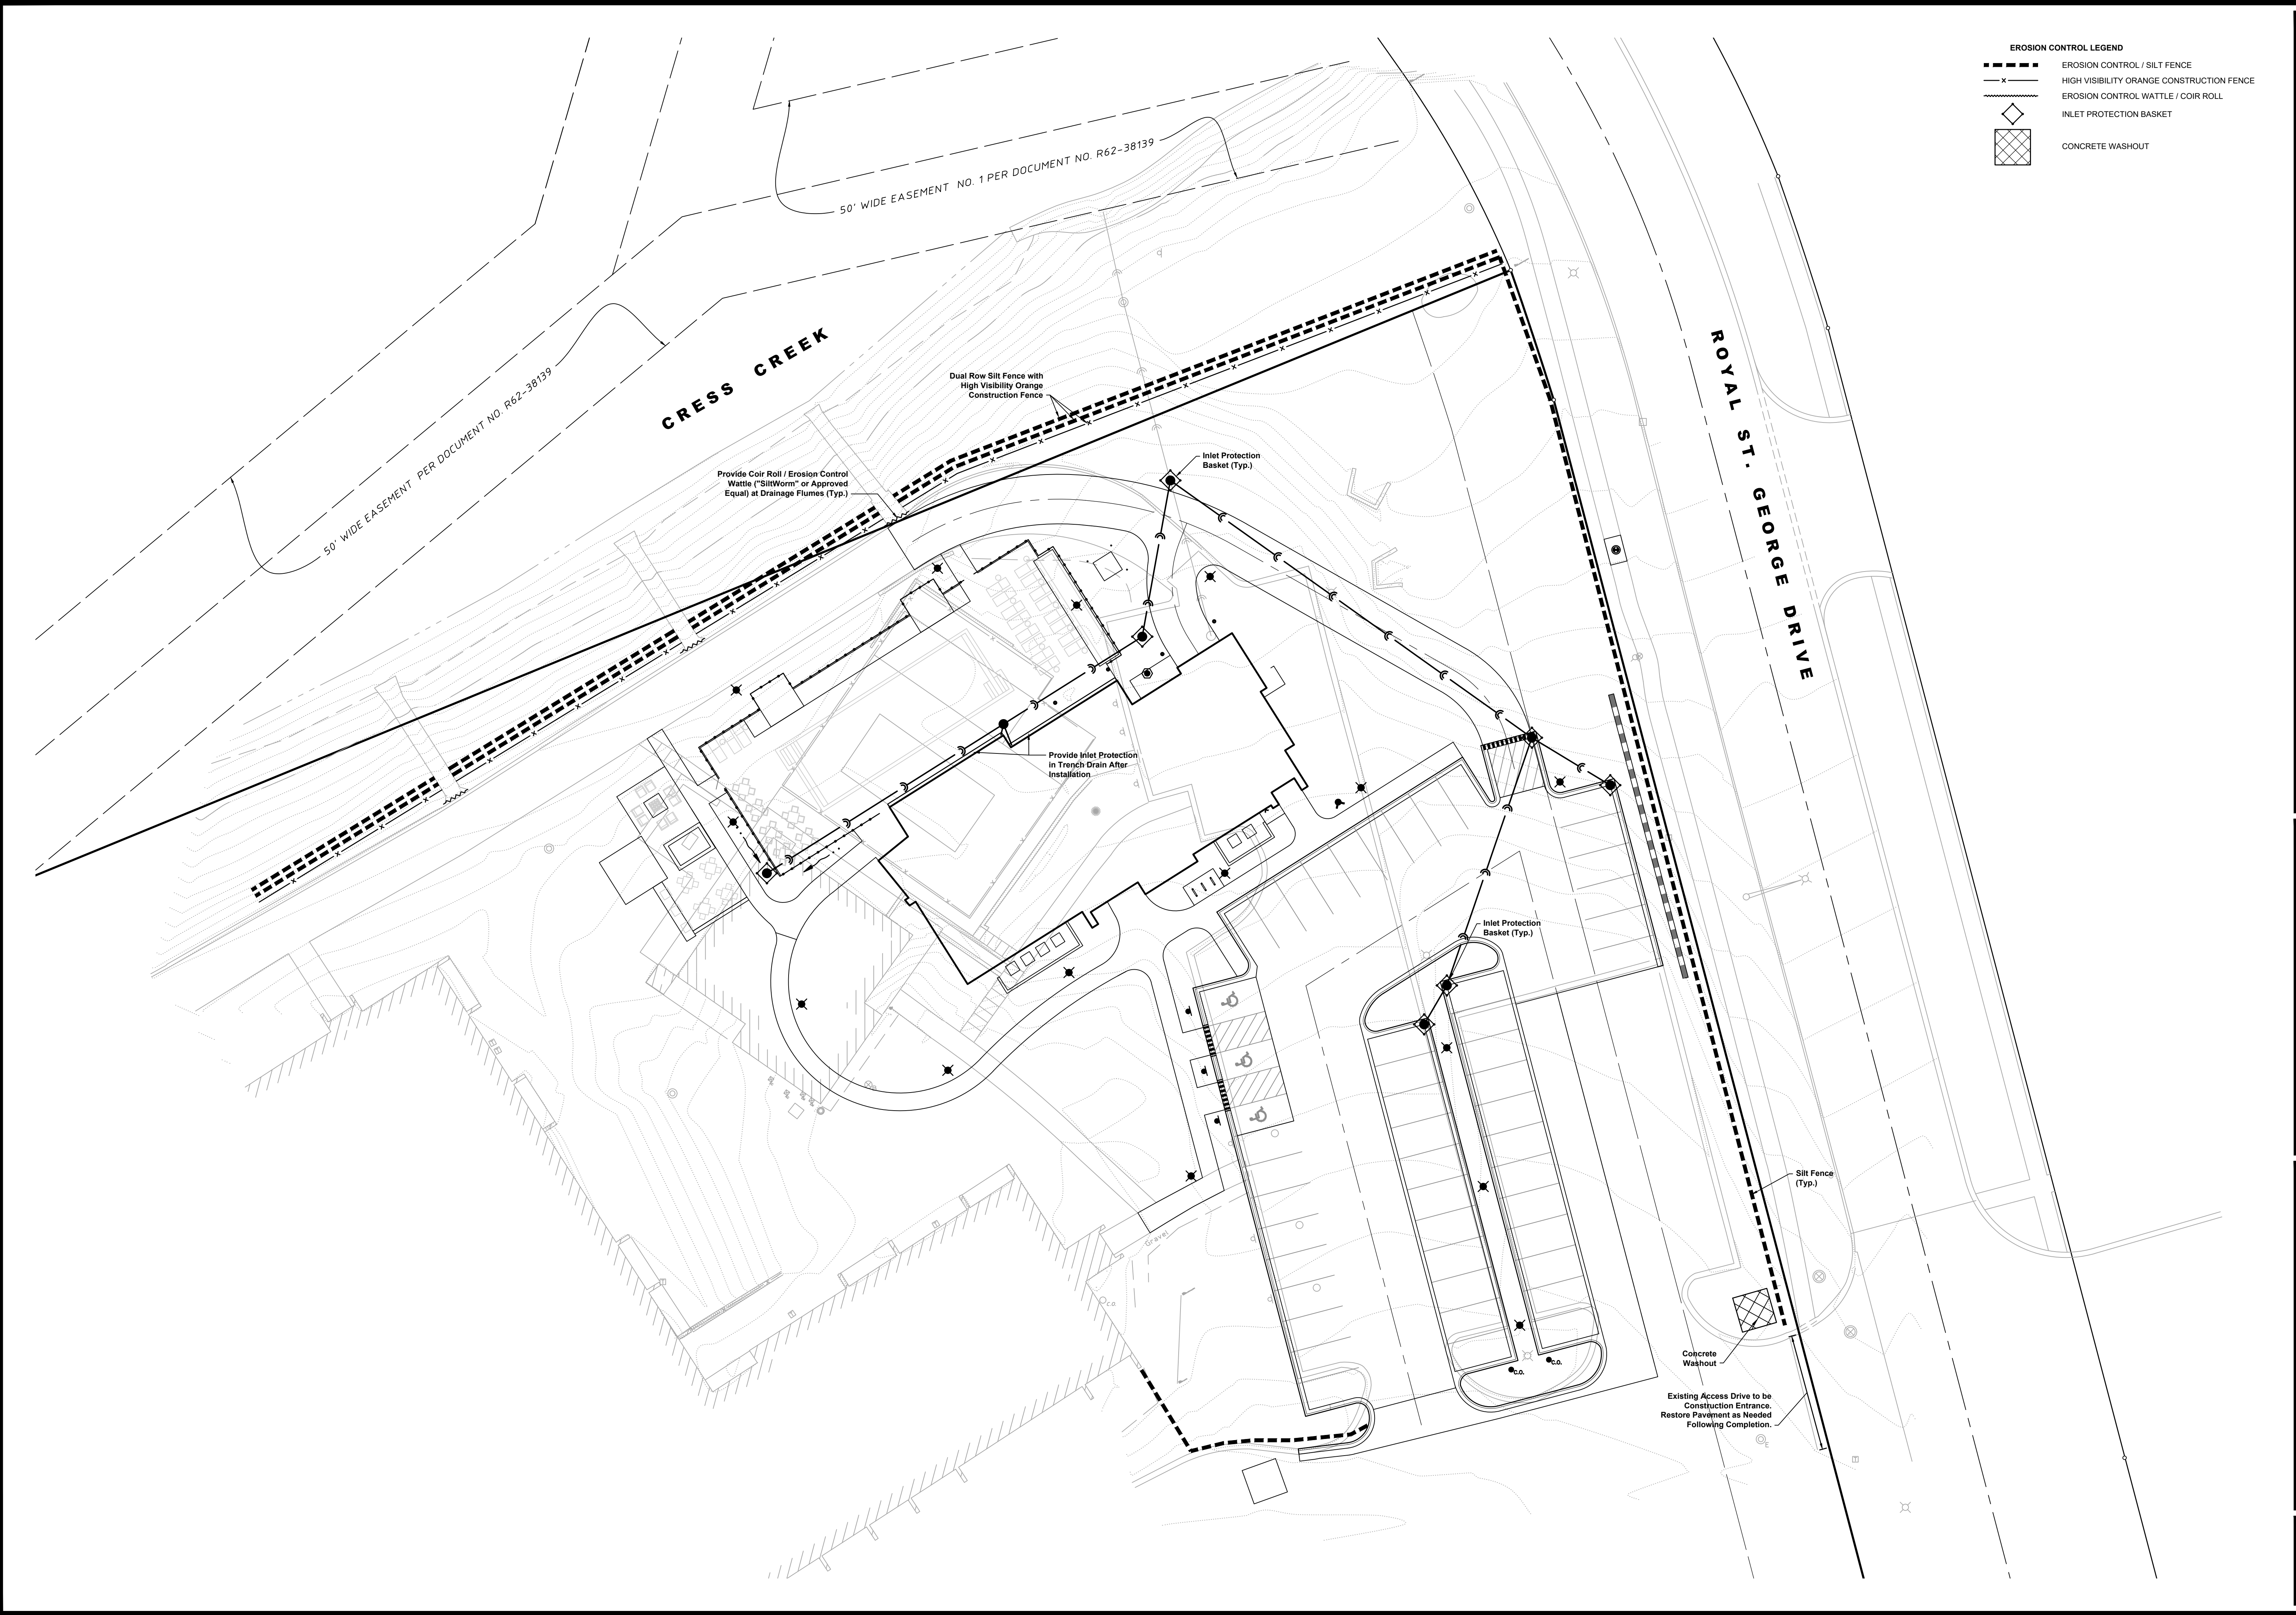 EROSION CONTROL LEGEND
EROSION CONTROL / SILT FENCE
HIGH VISIBILITY ORANGE CONSTRUCTION FENCE
EROSION CONTROL WATTLE / COIR ROLL
INLET PROTECTION BASKET
CONCRETE WASHOUT
50' WIDE EASEMENT NO. 1 PER DOCUMENT NO. R62-38139
50' WIDE EASEMENT PER DOCUMENT NO. R62-38139
CRESS CREEK
ROYAL ST. GEORGE DRIVE
Dual Row Silt Fence with
High Visibility Orange
Construction Fence
Inlet Protection
Basket (Typ.)
Provide Coir Roll / Erosion Control
Wattle ("SiltWorm" or Approved
Equal) at Drainage Flumes (Typ.)
Provide Inlet Protection
in Trench Drain After
Installation
Inlet Protection
Basket (Typ.)
Silt Fence
(Typ.)
Gravel
c.o.
C.O.
C.O.
Concrete
Washout
Existing Access Drive to be
Construction Entrance.
Restore Pavement as Needed
Following Completion.
E